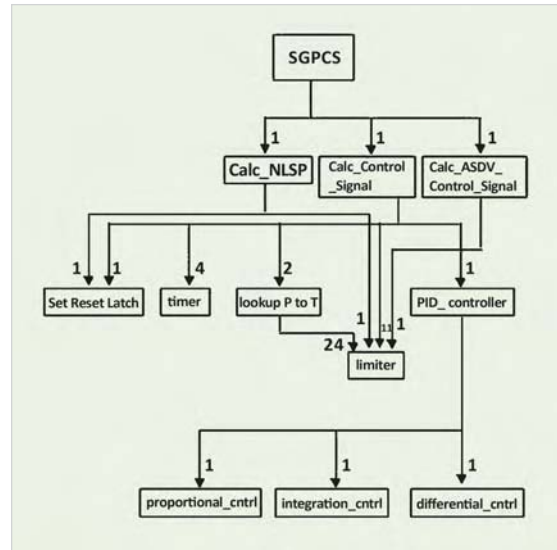 SGPCS
1 1 1
Calc_NLSP
Calc_Control
_Signal
Calc_ASDV_
Control_Signal
1 1 4 2 1
Set Reset Latch
timer
lookup P to T
PID_ controller
24 1 11 1
limiter
1 1 1
proportional_cntrl
integration_cntrl
differential_cntrl